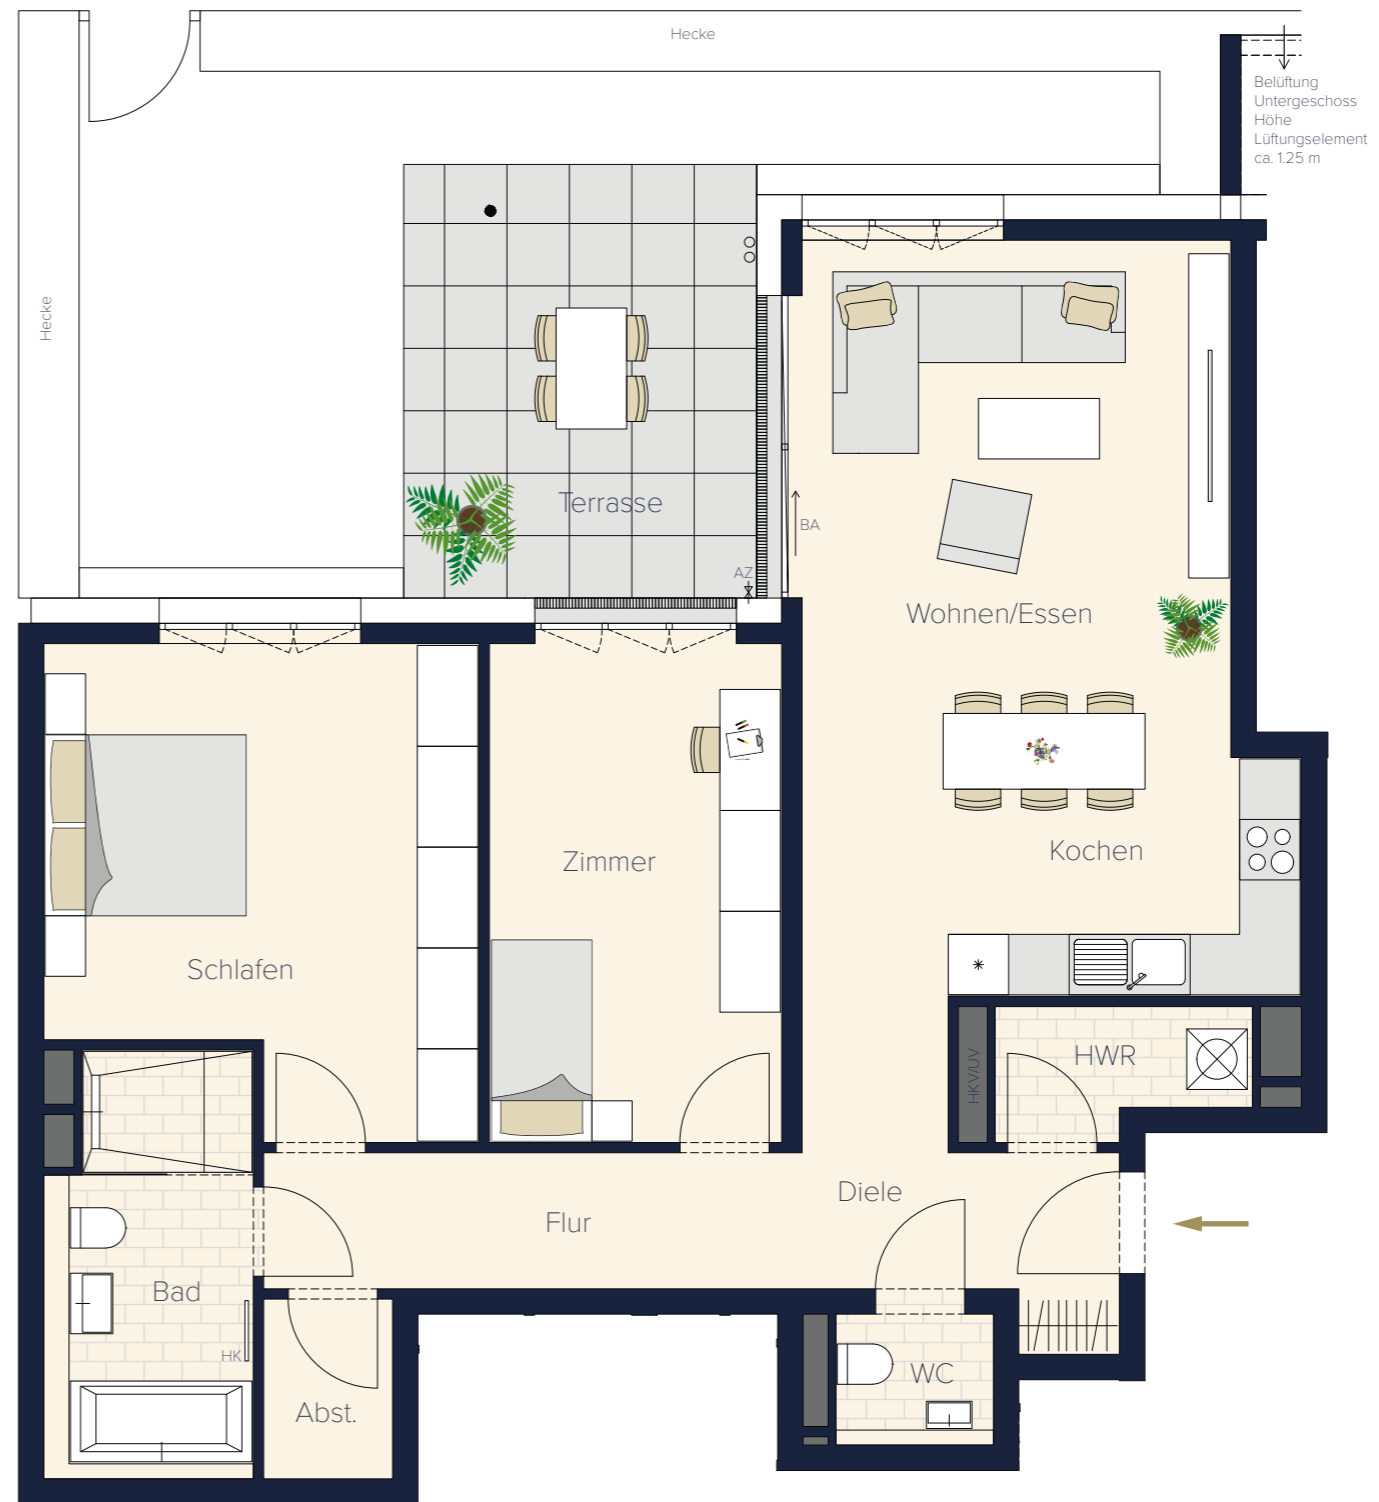 Hecke
Belüftung
Untergeschoss
Höhe
Lüftungselement
ca. 1.25 m
Hecke
Terrasse
BA
AZ
Wohnen/Essen
Kochen
Zimmer
Schlafen
HWR
HKV/UV
Diele
Flur
Bad
HK
WC
Abst.